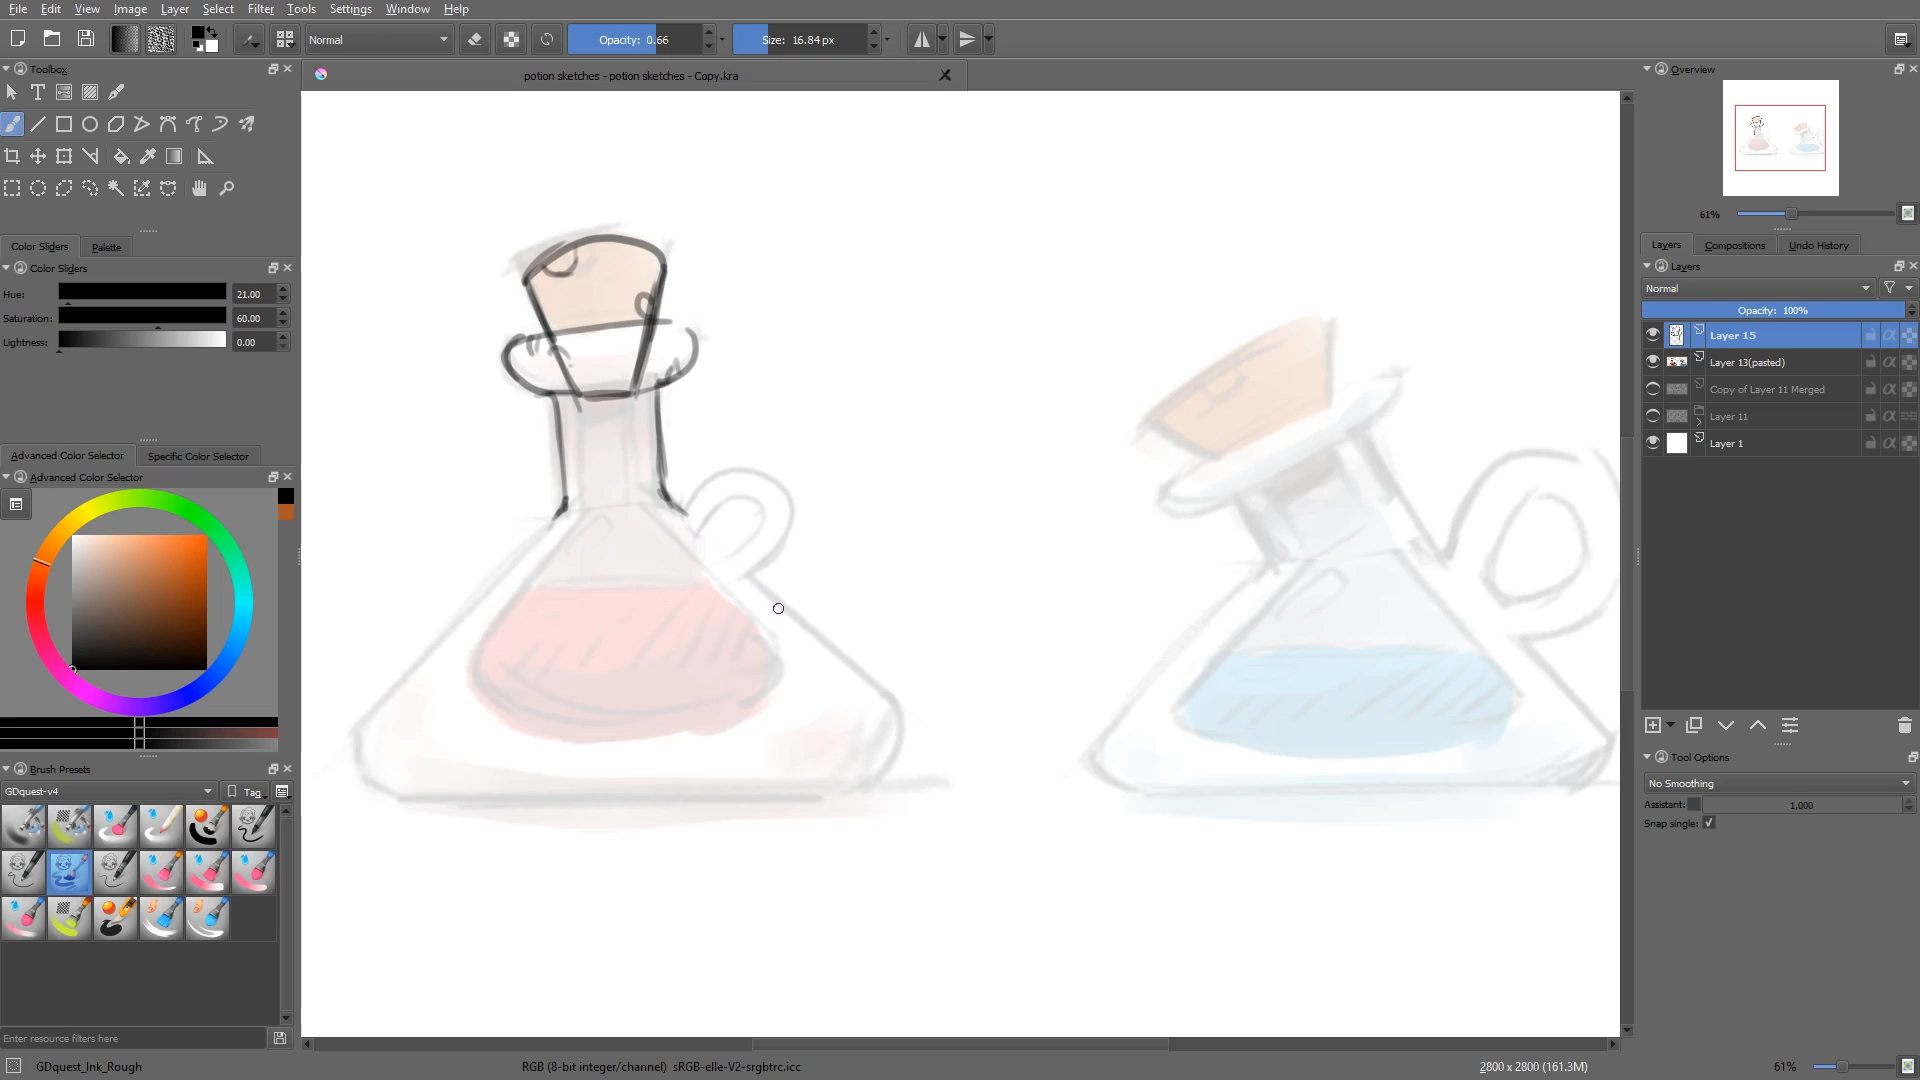 File Edit View Image Layer Select Filter Tools Settings Window Help
Normal
Opacity: 0.66
Size: 16.84 px
Toolbox
potion sketches - potion sketches - Copy.kra
Overview
61%
Color Sliders Palette
Color Sliders
Hue: 21.00
Saturation: 60.00
Lightness: 0.00
Advanced Color Selector Specific Color Selector
Advanced Color Selector
Brush Presets
GDquest-v4
Tag
Enter resource filters here
Layers Compositions Undo History
Layers
Normal
Opacity: 100%
Layer 15
Layer 13(pasted)
Copy of Layer 11 Merged
Layer 11
Layer 1
Tool Options
No Smoothing
Assistant: 1,000
Snap single:
GDquest_Ink_Rough
RGB (8-bit integer/channel) sRGB-elle-V2-srgbtrc.icc
2800 x 2800 (161.3M)
61%